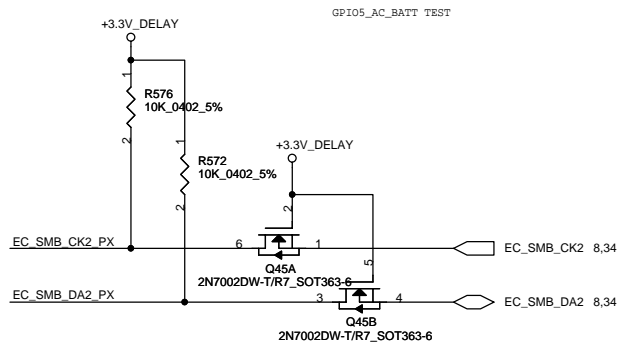 GPIO5_AC_BATT TEST
+3.3V_DELAY
1
R576
10K_0402_5%
2
1
R572
10K_0402_5%
2
+3.3V_DELAY
2
EC_SMB_CK2_PX
6
1
EC_SMB_CK2 8,34
Q45A
2N7002DW-T/R7_SOT363-6
5
EC_SMB_DA2_PX
3
4
EC_SMB_DA2 8,34
Q45B
2N7002DW-T/R7_SOT363-6